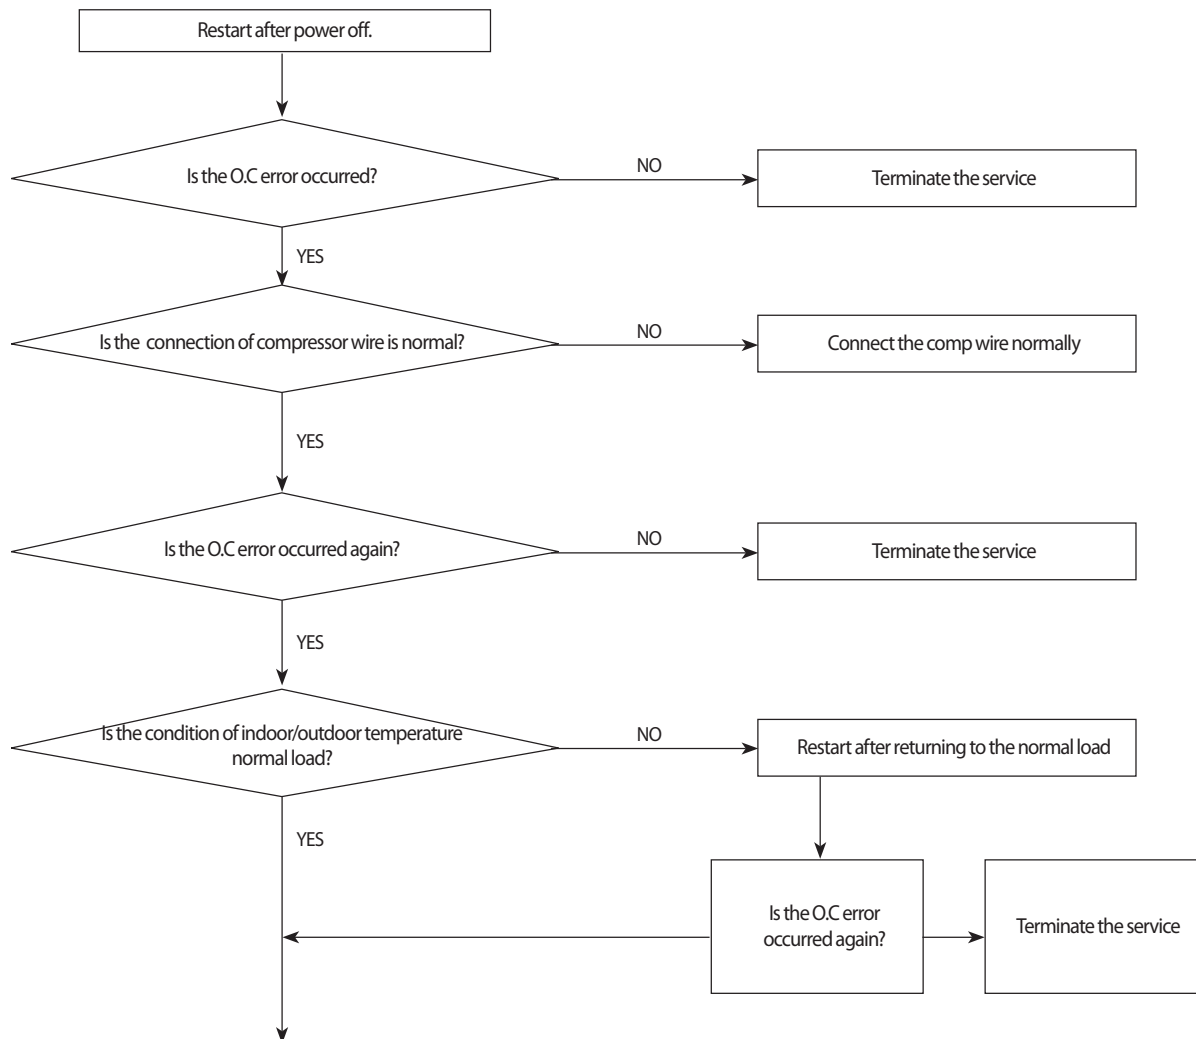 Restart after power off.
Is the O.C error occurred?
NO
Terminate the service
YES
Is the connection of compressor wire is normal?
NO
Connect the comp wire normally
YES
Is the O.C error occurred again?
NO
Terminate the service
YES
Is the condition of indoor/outdoor temperature
normal load?
NO
Restart after returning to the normal load
YES
Is the O.C error
occurred again?
Terminate the service